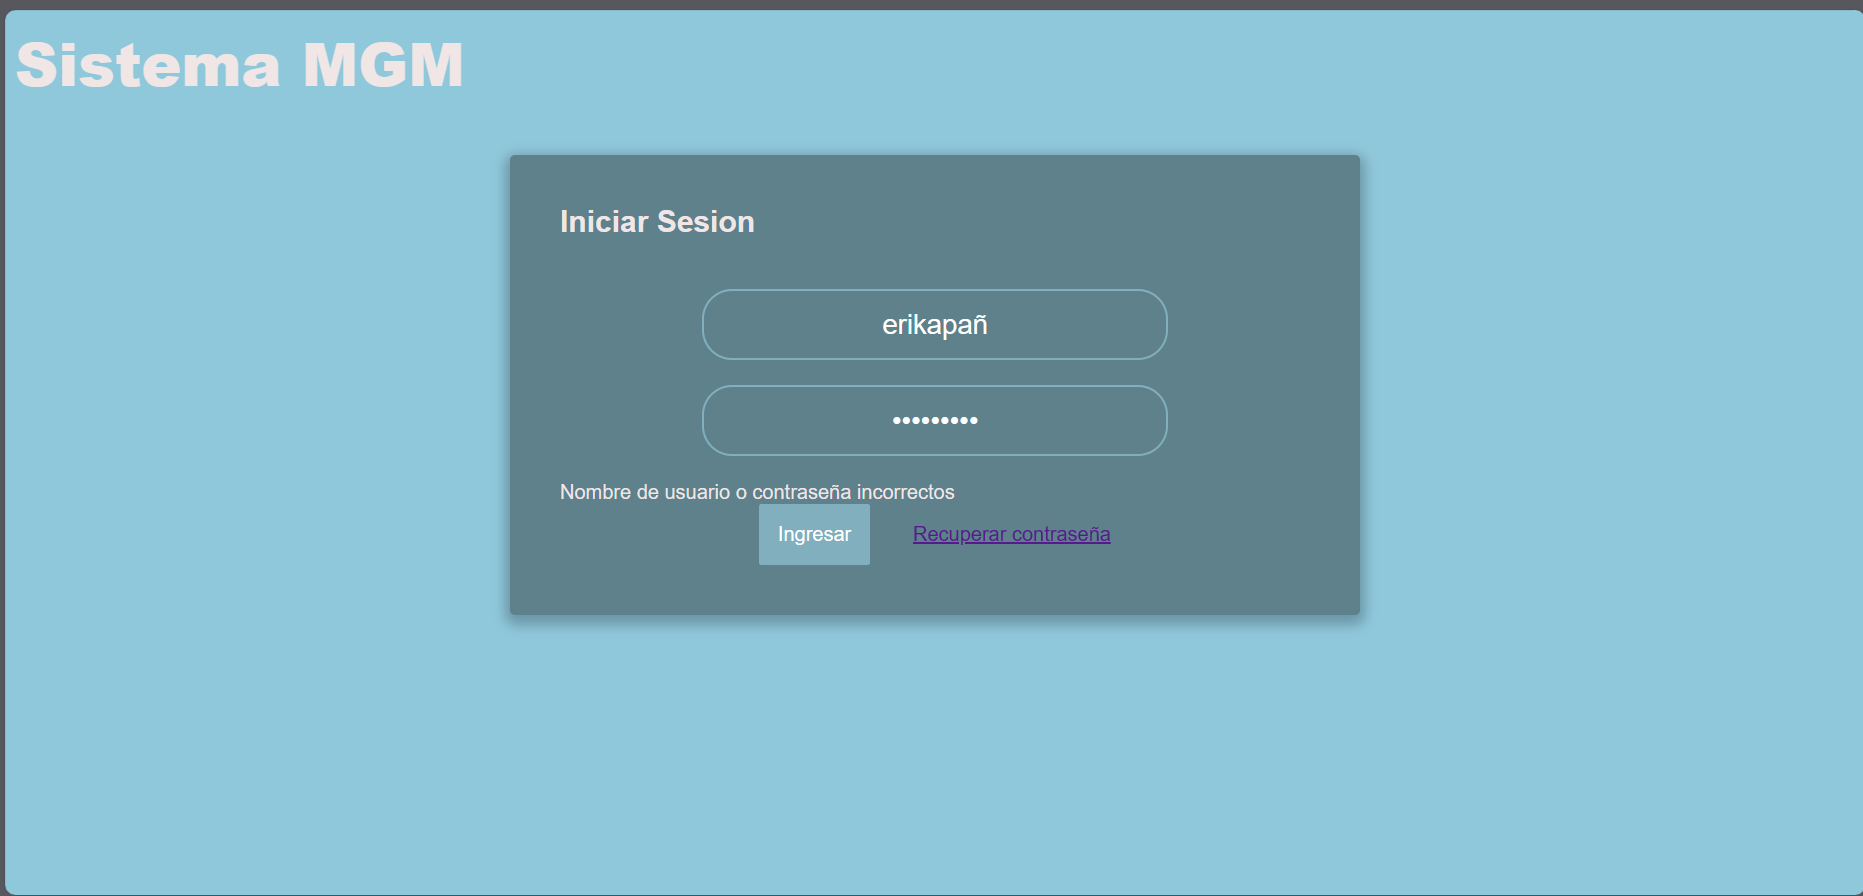 Sistema MGM
Iniciar Sesion
erikapañ
•••••••••
Nombre de usuario o contraseña incorrectos
Ingresar Recuperar contraseña